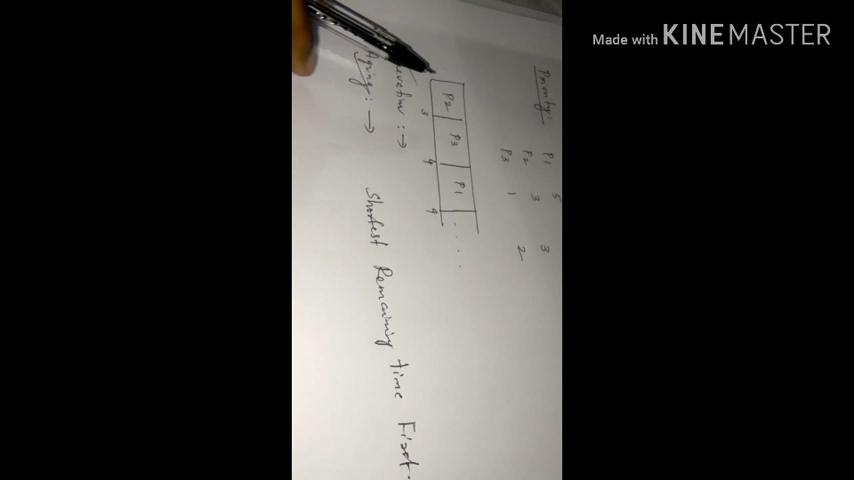 Made with KINEMASTER
Priority:
P1 5 3
P2 3
P3 1 2
P2 P3 P1 ....
3 4 9
:→
Aging: → Shortest Remaining time First.